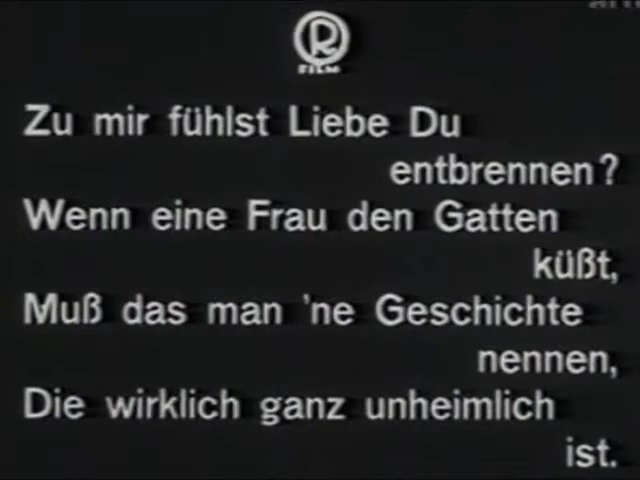 R
FILM
Zu mir fühlst Liebe Du
entbrennen?
Wenn eine Frau den Gatten
küßt,
Muß das man 'ne Geschichte
nennen,
Die wirklich ganz unheimlich
ist.